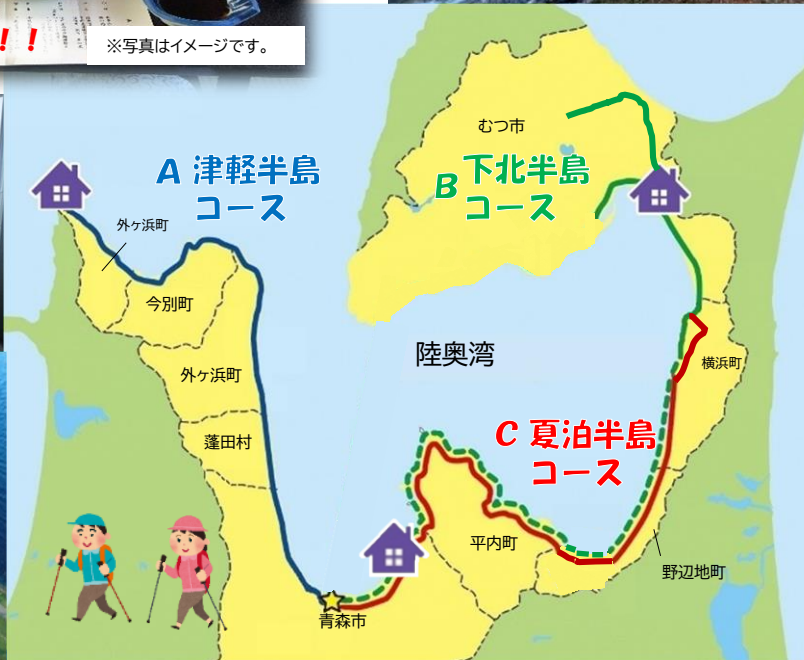 ！！
※写真はイメージです。
むつ市
A 津軽半島
コース
B 下北半島
コース
外ヶ浜町
今別町
陸奥湾
横浜町
外ヶ浜町
蓬田村
C 夏泊半島
コース
平内町
野辺地町
青森市